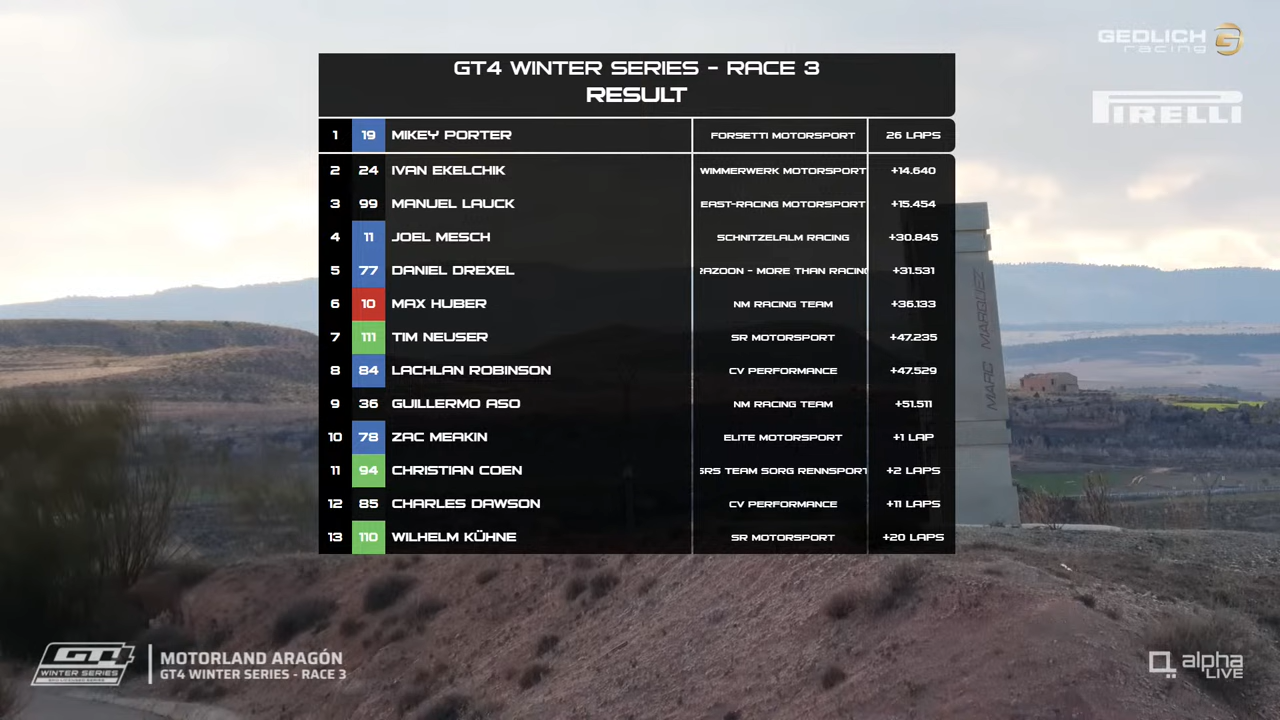 GEDLICH
racing
PIRELLI
GT4 WINTER SERIES - RACE 3
RESULT
1 19 MIKEY PORTER FORSETTI MOTORSPORT 26 LAPS
2 24 IVAN EKELCHIK WIMMERWERK MOTORSPORT +14.640
3 99 MANUEL LAUCK EAST-RACING MOTORSPORT +15.454
4 11 JOEL MESCH SCHNITZELALM RACING +30.845
5 77 DANIEL DREXEL RAZOON - MORE THAN RACING +31.531
6 10 MAX HUBER NM RACING TEAM +36.133
7 111 TIM NEUSER SR MOTORSPORT +47.235
8 84 LACHLAN ROBINSON CV PERFORMANCE +47.529
9 36 GUILLERMO ASO NM RACING TEAM +51.511
10 78 ZAC MEAKIN ELITE MOTORSPORT +1 LAP
11 94 CHRISTIAN COEN SRS TEAM SORG RENNSPORT +2 LAPS
12 85 CHARLES DAWSON CV PERFORMANCE +11 LAPS
13 110 WILHELM KÜHNE SR MOTORSPORT +20 LAPS
MARC MARQUEZ
GT4
WINTER SERIES
MOTORLAND ARAGÓN
GT4 WINTER SERIES - RACE 3
alpha
LIVE